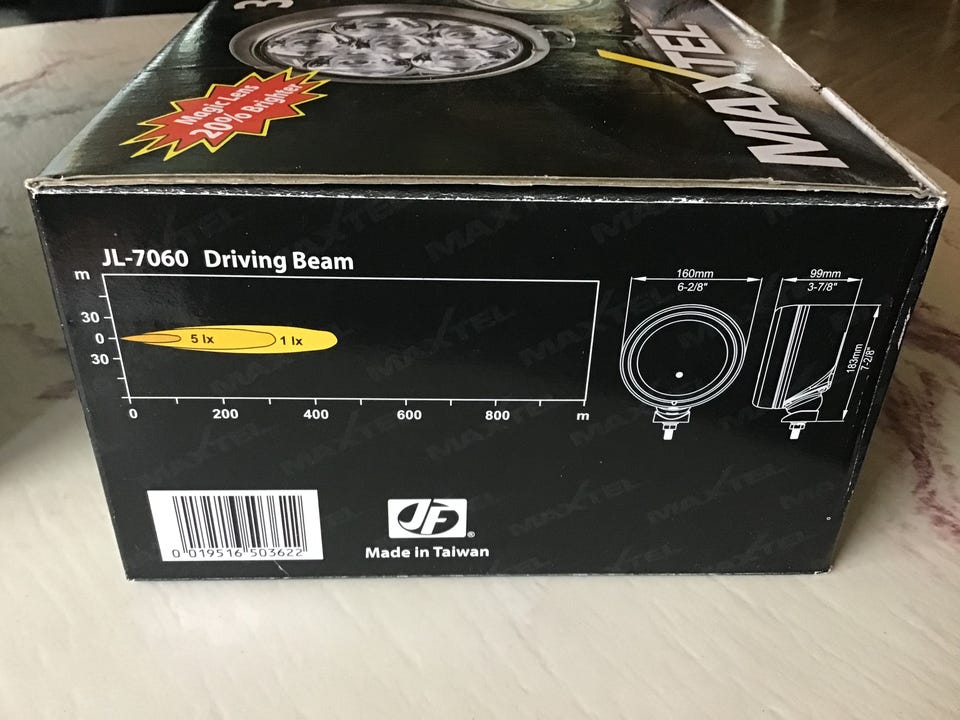 3
MAXTEL
Magic Lens
20% Brighter
JL-7060 Driving Beam
m
30
0
30
5 lx
1 lx
0 200 400 600 800 m
160mm
6-2/8"
99mm
3-7/8"
183mm
7-2/8"
0 019516 503622
JF®
Made in Taiwan